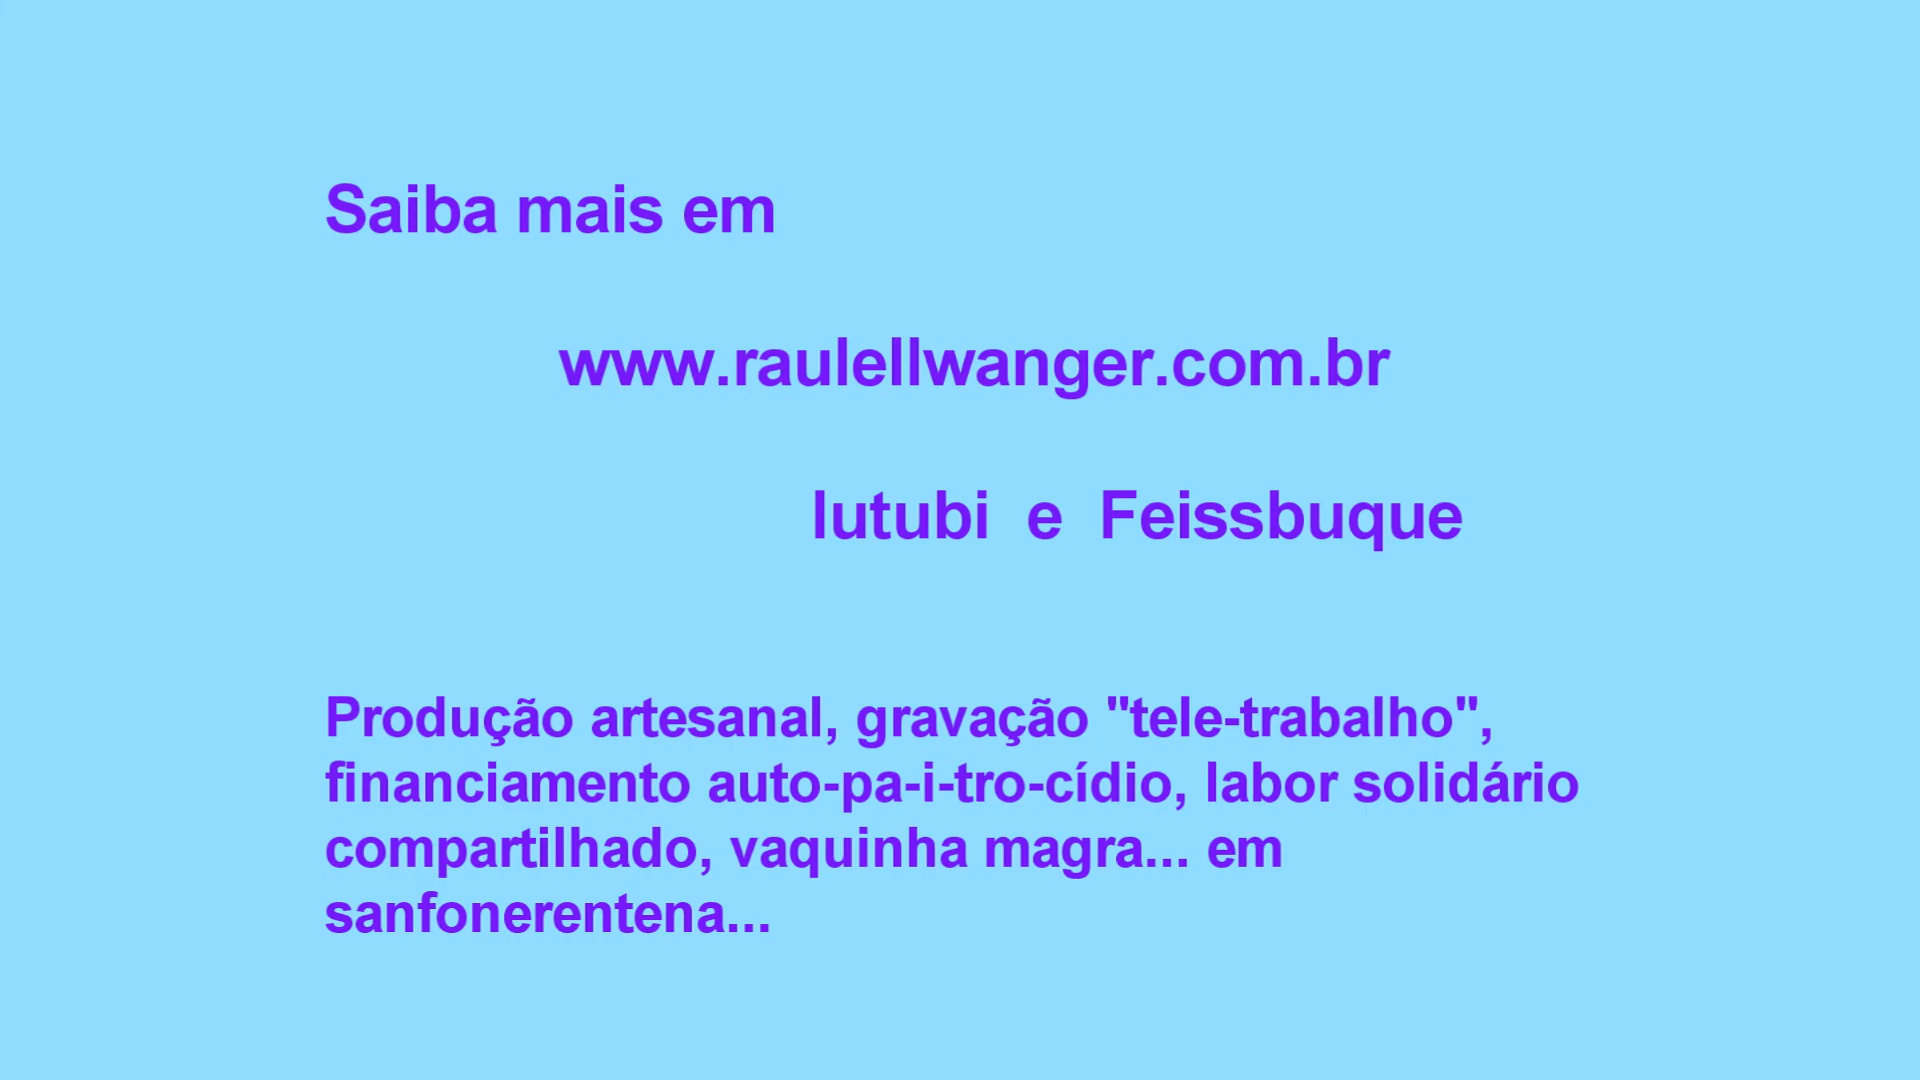 Saiba mais em
www.raulellwanger.com.br
Iutubi e Feissbuque
Produção artesanal, gravação "tele-trabalho",
financiamento auto-pa-i-tro-cídio, labor solidário
compartilhado, vaquinha magra... em
sanfonerentena...